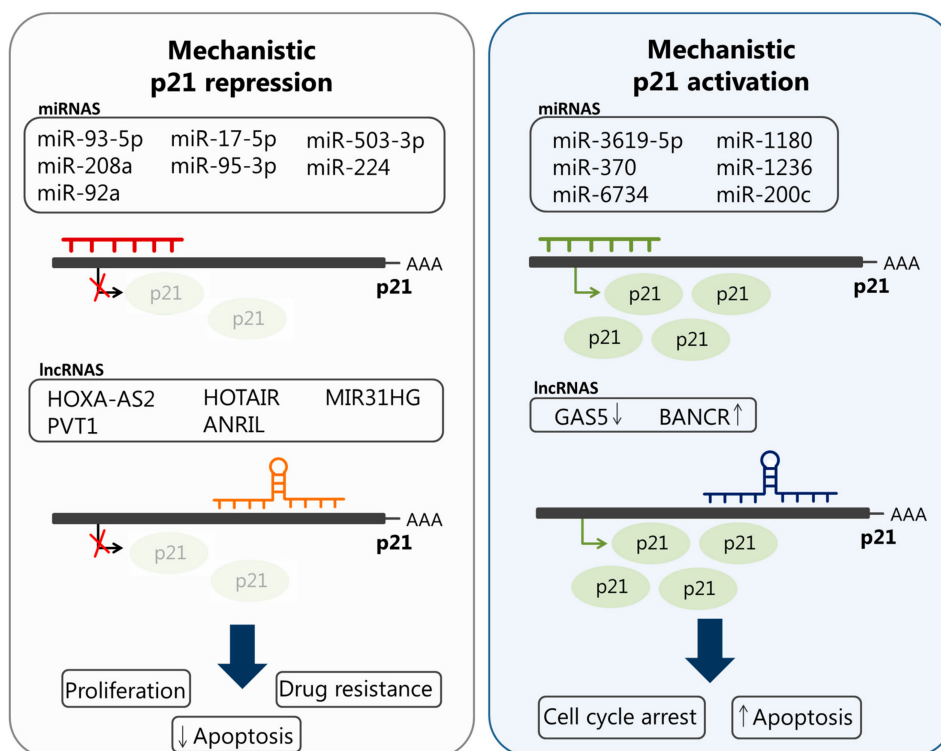 Mechanistic
p21 repression
miRNAS
miR-93-5p miR-17-5p miR-503-3p
miR-208a miR-95-3p miR-224
miR-92a
AAA
p21
p21
p21
lncRNAS
HOXA-AS2 HOTAIR MIR31HG
PVT1 ANRIL
AAA
p21
p21
p21
Proliferation Drug resistance
↓ Apoptosis
Mechanistic
p21 activation
miRNAS
miR-3619-5p miR-1180
miR-370 miR-1236
miR-6734 miR-200c
AAA
p21 p21 p21
p21 p21
lncRNAS
GAS5↓ BANCR↑
AAA
p21 p21 p21
p21 p21
Cell cycle arrest ↑ Apoptosis